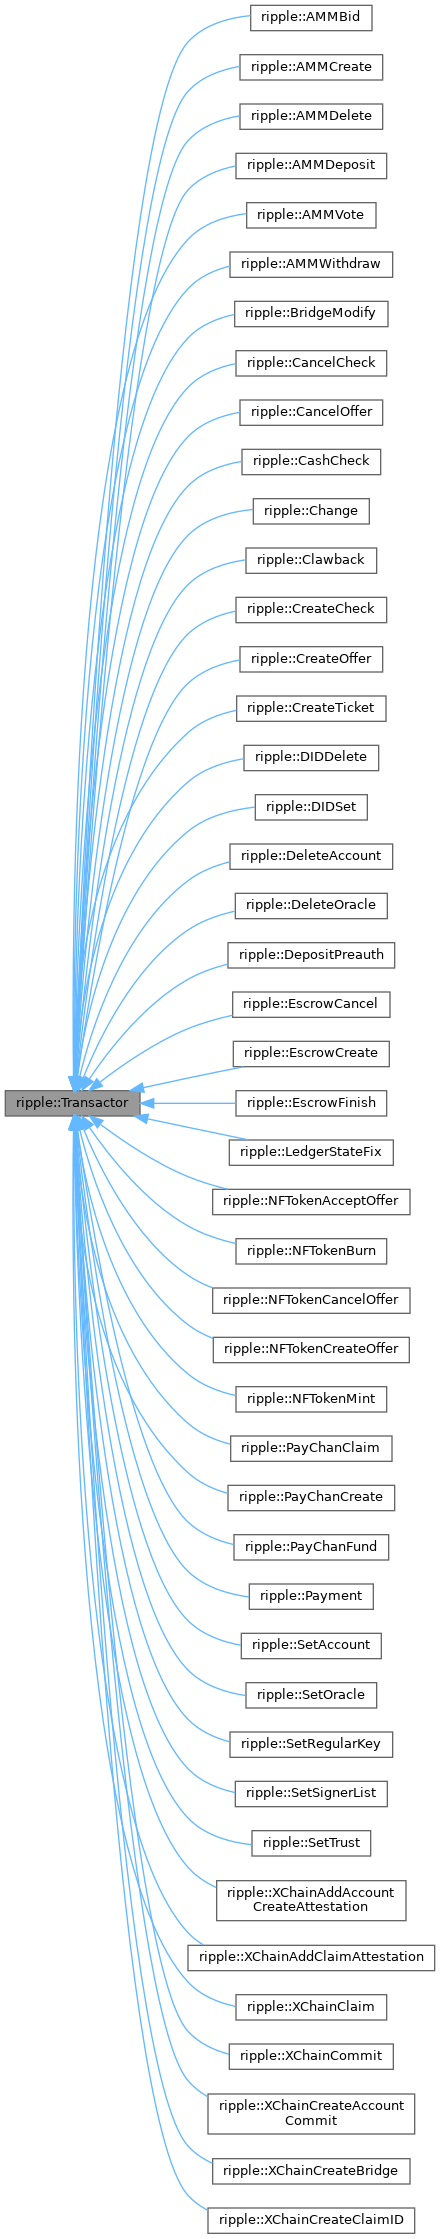 ripple::AMMBid
ripple::AMMCreate
ripple::AMMDelete
ripple::AMMDeposit
ripple::AMMVote
ripple::AMMWithdraw
ripple::BridgeModify
ripple::CancelCheck
ripple::CancelOffer
ripple::CashCheck
ripple::Change
ripple::Clawback
ripple::CreateCheck
ripple::CreateOffer
ripple::CreateTicket
ripple::DIDDelete
ripple::DIDSet
ripple::DeleteAccount
ripple::DeleteOracle
ripple::DepositPreauth
ripple::EscrowCancel
ripple::EscrowCreate
ripple::Transactor
ripple::EscrowFinish
ripple::LedgerStateFix
ripple::NFTokenAcceptOffer
ripple::NFTokenBurn
ripple::NFTokenCancelOffer
ripple::NFTokenCreateOffer
ripple::NFTokenMint
ripple::PayChanClaim
ripple::PayChanCreate
ripple::PayChanFund
ripple::Payment
ripple::SetAccount
ripple::SetOracle
ripple::SetRegularKey
ripple::SetSignerList
ripple::SetTrust
ripple::XChainAddAccount
CreateAttestation
ripple::XChainAddClaimAttestation
ripple::XChainClaim
ripple::XChainCommit
ripple::XChainCreateAccount
Commit
ripple::XChainCreateBridge
ripple::XChainCreateClaimID